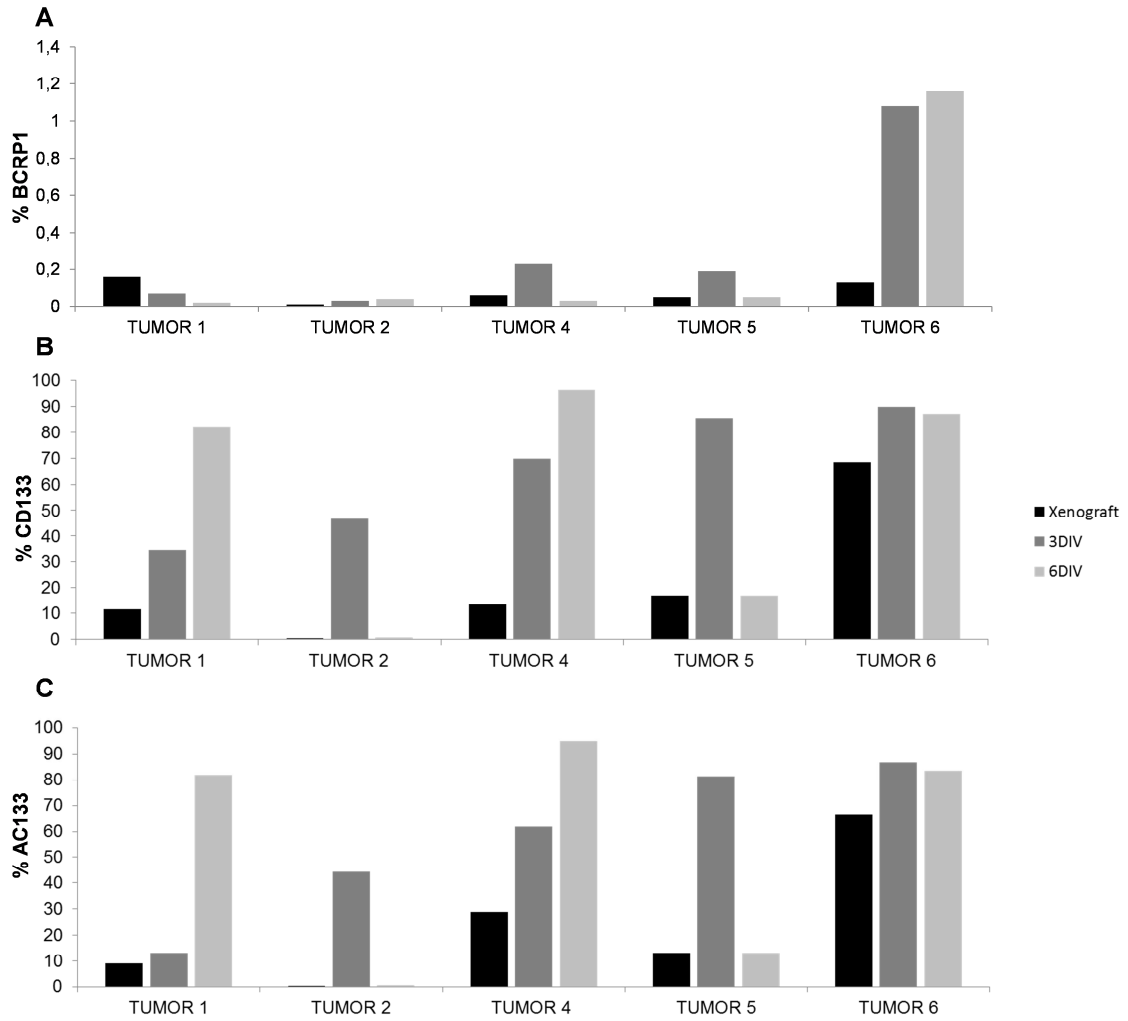 A
% BCRP1
1,4
1,2
1
0,8
0,6
0,4
0,2
0
TUMOR 1 TUMOR 2 TUMOR 4 TUMOR 5 TUMOR 6
B
% CD133
100
90
80
70
60
50
40
30
20
10
0
TUMOR 1 TUMOR 2 TUMOR 4 TUMOR 5 TUMOR 6
Xenograft
3DIV
6DIV
C
% AC133
100
90
80
70
60
50
40
30
20
10
0
TUMOR 1 TUMOR 2 TUMOR 4 TUMOR 5 TUMOR 6